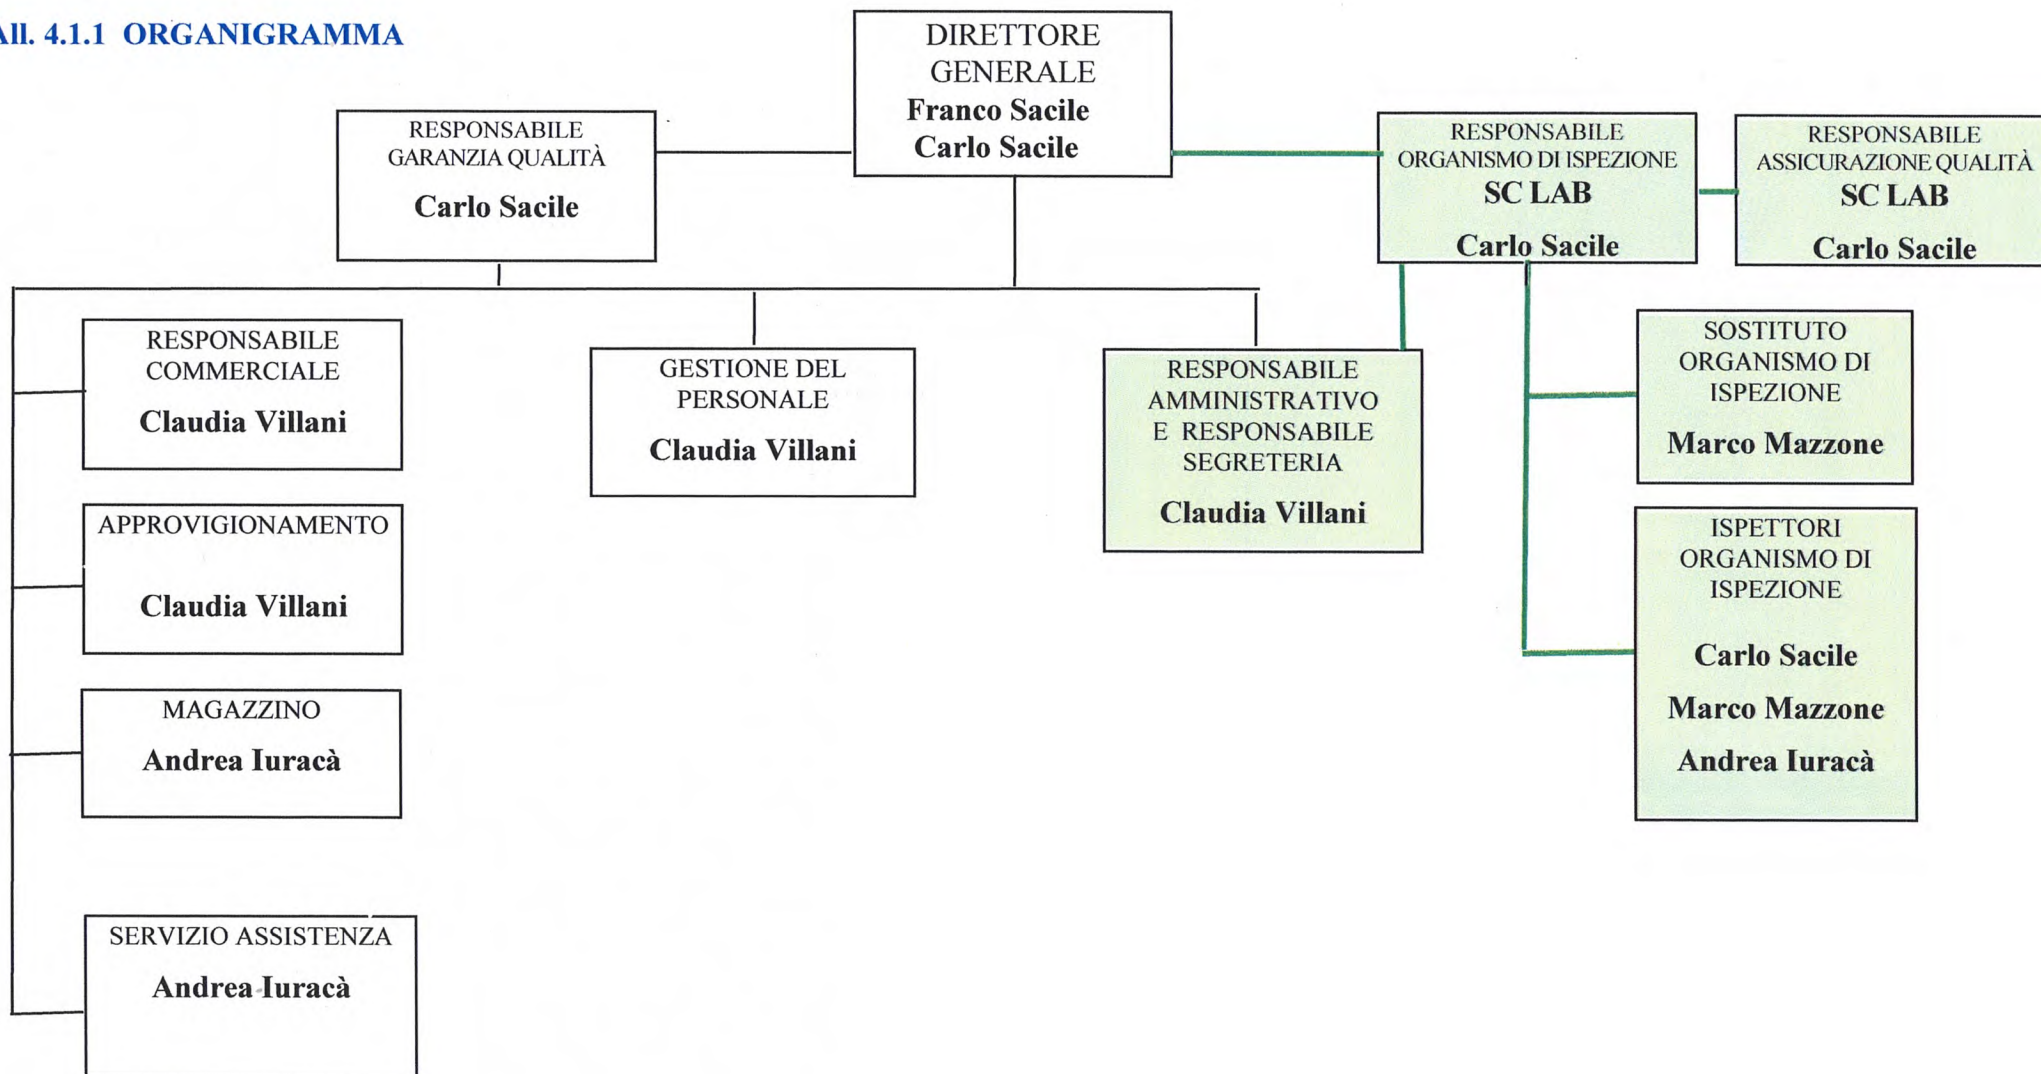 All. 4.1.1 ORGANIGRAMMA
DIRETTORE
GENERALE
Franco Sacile
Carlo Sacile
RESPONSABILE
GARANZIA QUALITÀ
Carlo Sacile
RESPONSABILE
ORGANISMO DI ISPEZIONE
SC LAB
Carlo Sacile
RESPONSABILE
ASSICURAZIONE QUALITÀ
SC LAB
Carlo Sacile
RESPONSABILE
COMMERCIALE
Claudia Villani
GESTIONE DEL
PERSONALE
Claudia Villani
RESPONSABILE
AMMINISTRATIVO
E RESPONSABILE
SEGRETERIA
Claudia Villani
SOSTITUTO
ORGANISMO DI
ISPEZIONE
Marco Mazzone
APPROVIGIONAMENTO
Claudia Villani
ISPETTORI
ORGANISMO DI
ISPEZIONE
Carlo Sacile
Marco Mazzone
Andrea Iuracà
MAGAZZINO
Andrea Iuracà
SERVIZIO ASSISTENZA
Andrea Iuracà